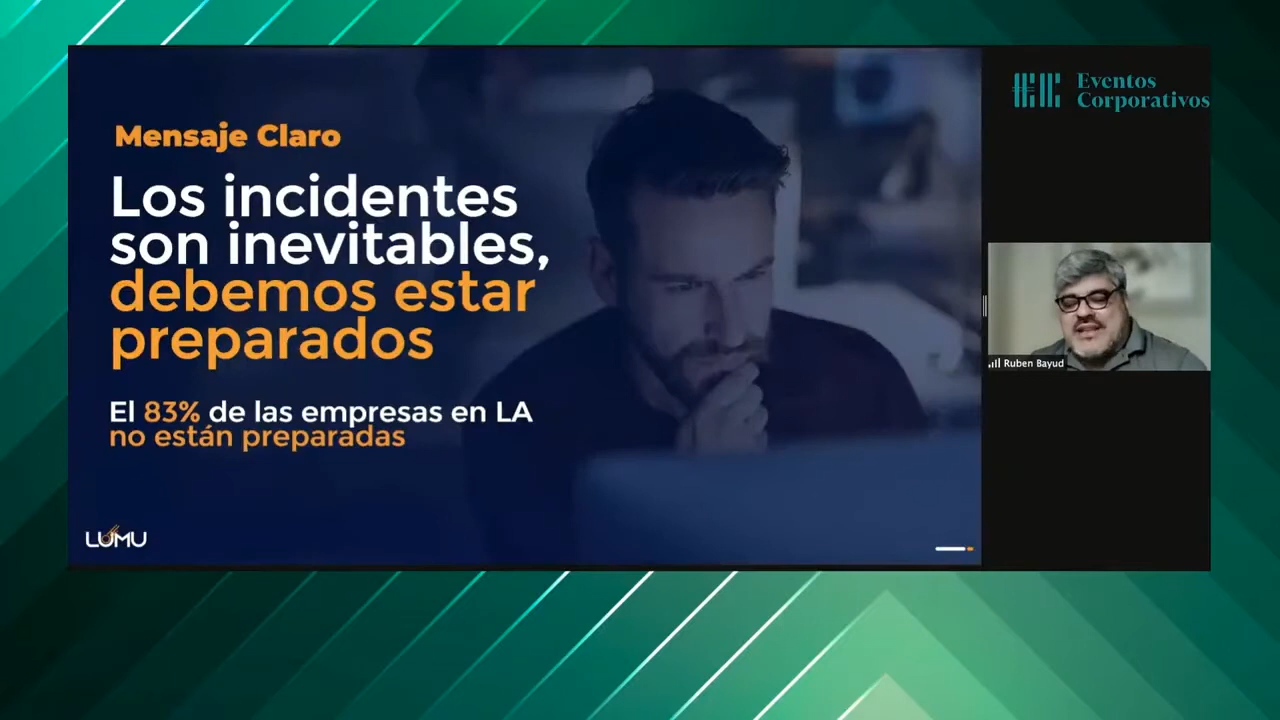 Mensaje Claro
Los incidentes
son inevitables,
debemos estar
preparados
El 83% de las empresas en LA
no están preparadas
LUMU
Eventos
Corporativos
Ruben Bayud